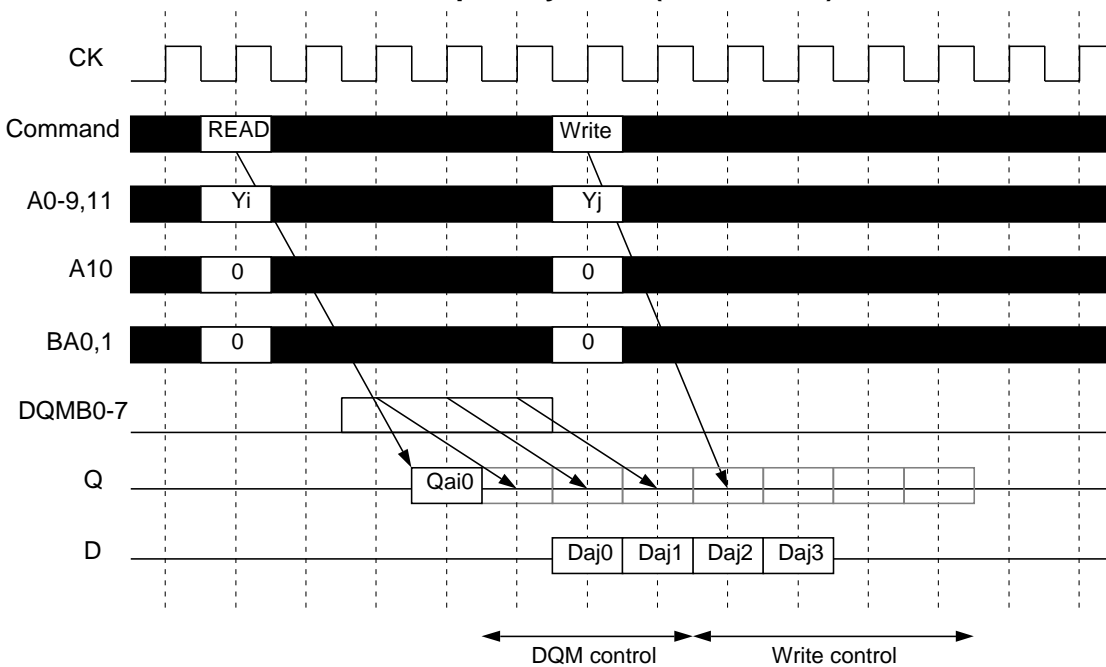 CK
Command READ Write
A0-9,11 Yi Yj
A10 0 0
BA0,1 0 0
DQMB0-7
Q Qai0
D Daj0 Daj1 Daj2 Daj3
DQM control Write control